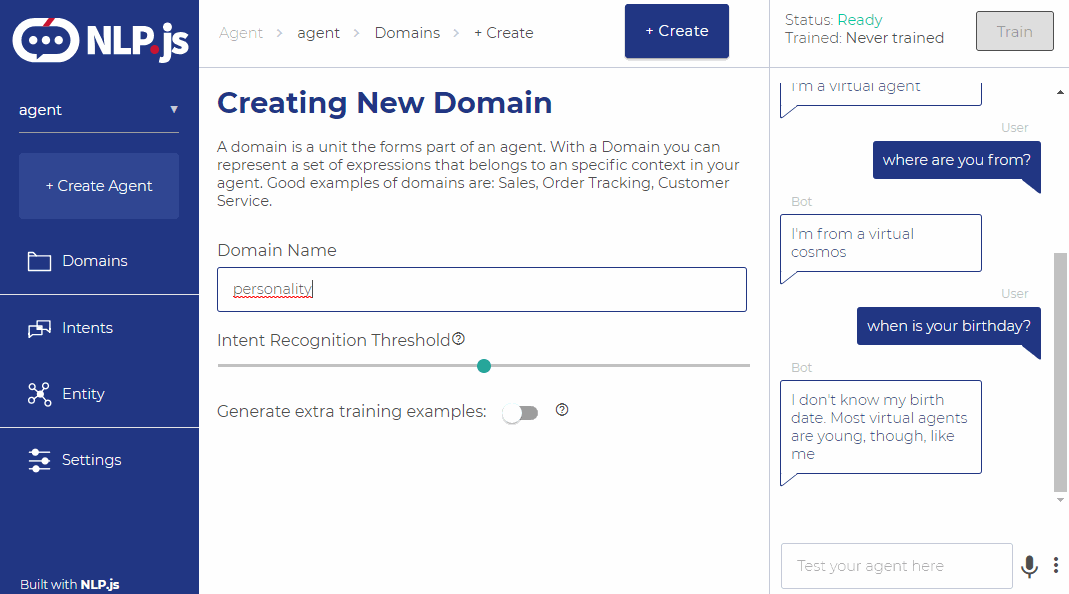 NLP.js
agent
+ Create Agent
Domains
Intents
Entity
Settings
Built with NLP.js
Agent > agent > Domains > + Create
+ Create
Creating New Domain
A domain is a unit the forms part of an agent. With a Domain you can
represent a set of expressions that belongs to an specific context in your
agent. Good examples of domains are: Sales, Order Tracking, Customer
Service.
Domain Name
personality
Intent Recognition Threshold
Generate extra training examples:
Status: Ready
Trained: Never trained
Train
I'm a virtual agent
User
where are you from?
Bot
I'm from a virtual
cosmos
User
when is your birthday?
Bot
I don't know my birth
date. Most virtual agents
are young, though, like
me
Test your agent here